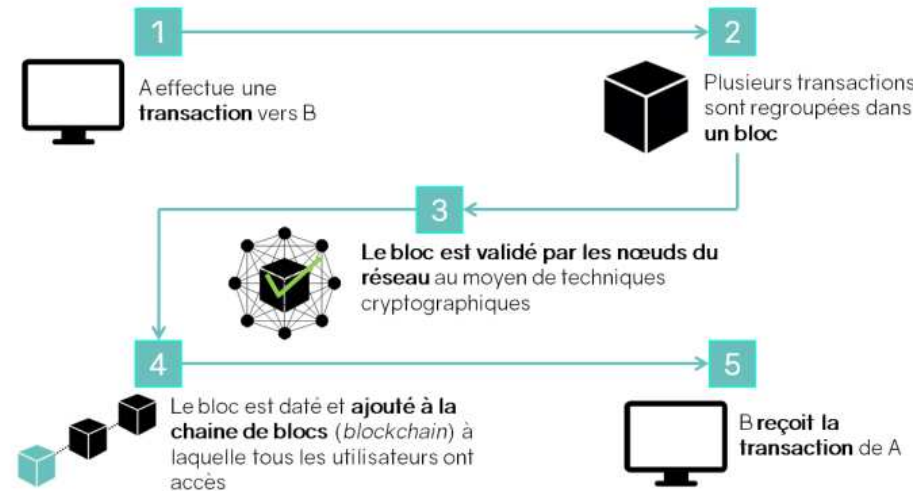 1
A effectue une
transaction vers B
2
Plusieurs transactions
sont regroupées dans
un bloc
3
Le bloc est validé par les nœuds du
réseau au moyen de techniques
cryptographiques
4
Le bloc est daté et ajouté à la
chaine de blocs (blockchain) à
laquelle tous les utilisateurs ont
accès
5
B reçoit la
transaction de A